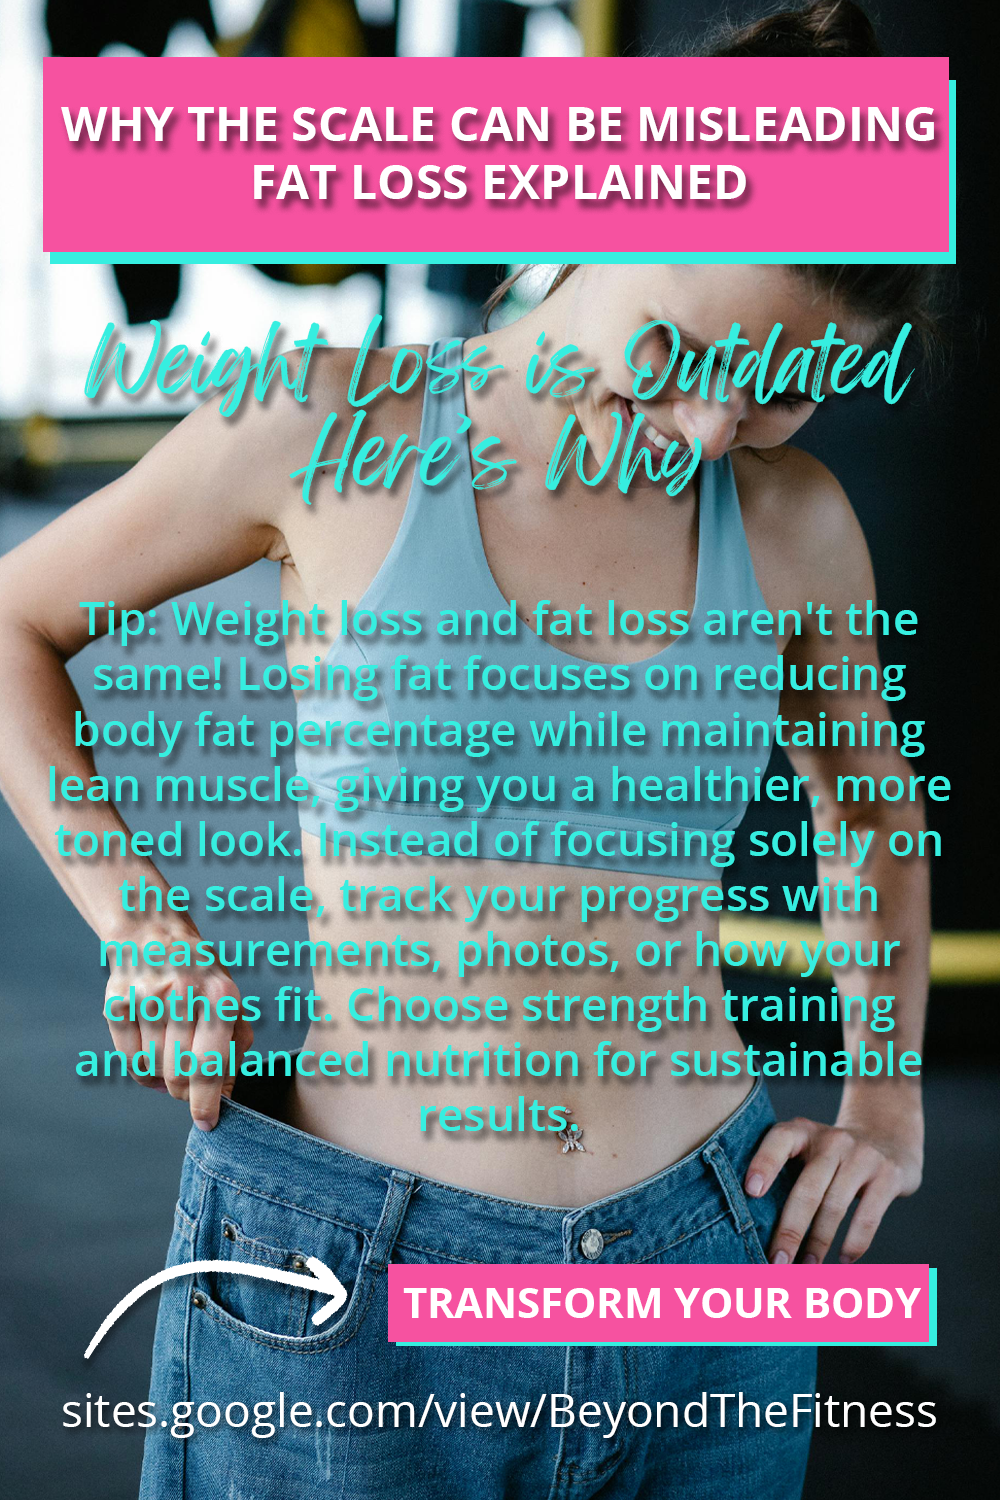 WHY THE SCALE CAN BE MISLEADING
FAT LOSS EXPLAINED
Weight Loss is Outdated
Here's Why
Tip: Weight loss and fat loss aren't the
same! Losing fat focuses on reducing
body fat percentage while maintaining
lean muscle, giving you a healthier, more
toned look. Instead of focusing solely on
the scale, track your progress with
measurements, photos, or how your
clothes fit. Choose strength training
and balanced nutrition for sustainable
results.
TRANSFORM YOUR BODY
sites.google.com/view/BeyondTheFitness